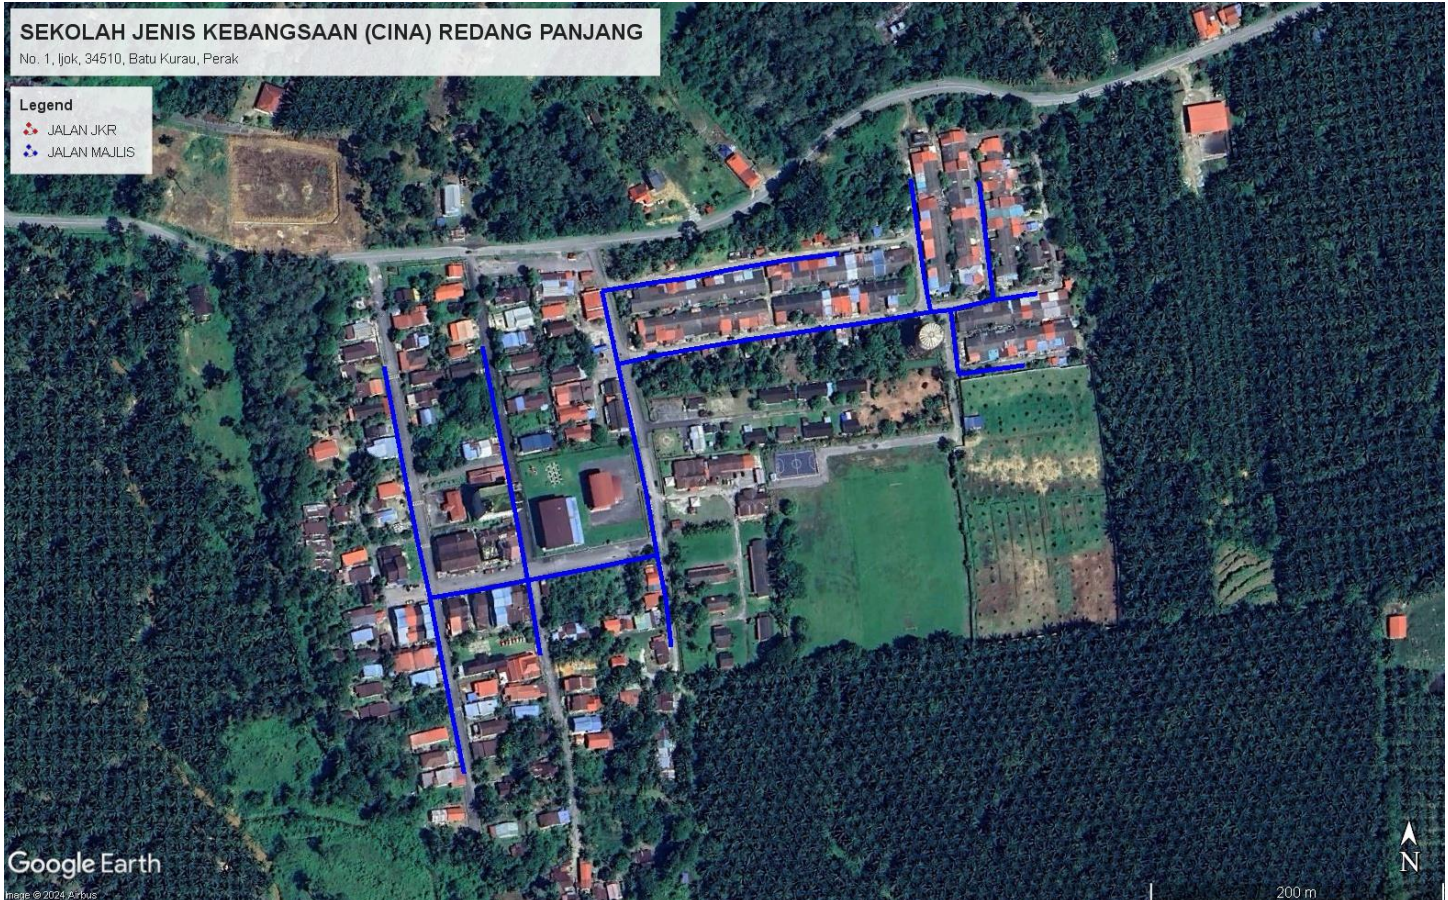 SEKOLAH JENIS KEBANGSAAN (CINA) REDANG PANJANG
No. 1, Ijok, 34510, Batu Kurau, Perak
Legend
JALAN JKR
JALAN MAJLIS
N
Google Earth
200 m
Image © 2024 Airbus